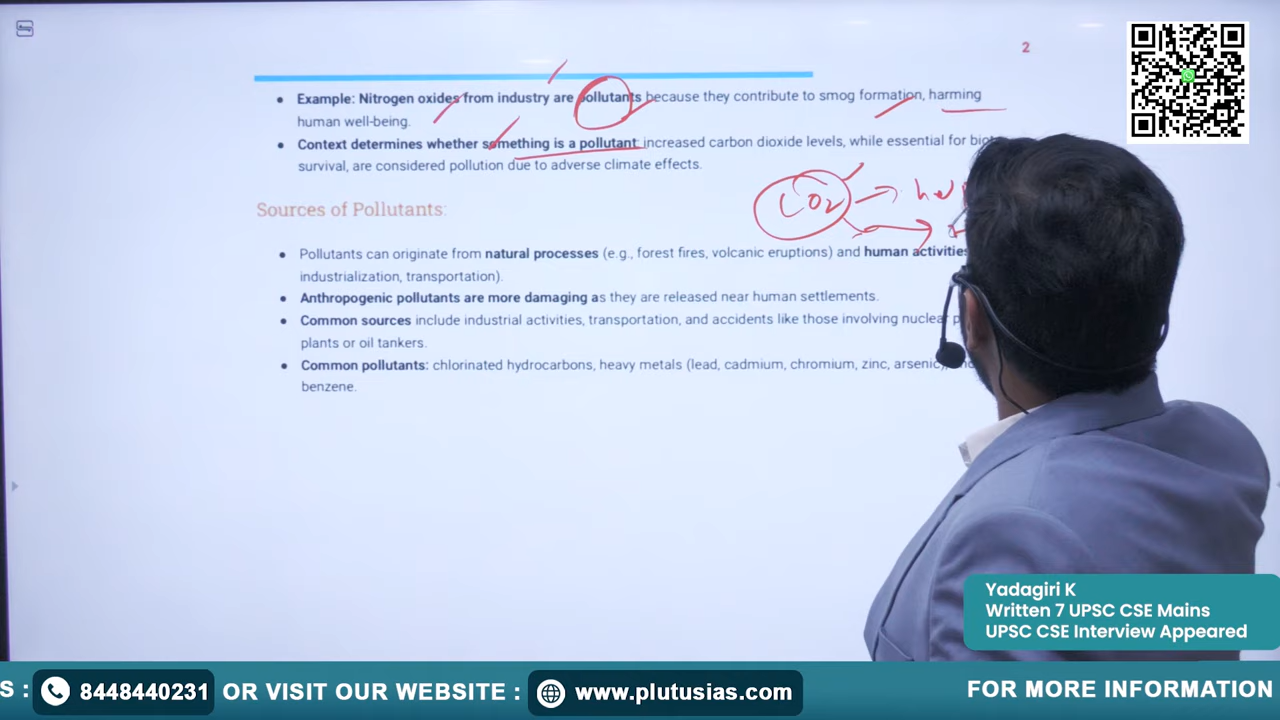 2
Example: Nitrogen oxides from industry are pollutants because they contribute to smog formation, harming
human well-being.
Context determines whether something is a pollutant: increased carbon dioxide levels, while essential for
survival, are considered pollution due to adverse climate effects.
CO2
Sources of Pollutants:
Pollutants can originate from natural processes (e.g., forest fires, volcanic eruptions) and human activities
industrialization, transportation).
Anthropogenic pollutants are more damaging as they are released near human settlements.
Common sources include industrial activities, transportation, and accidents like those involving nuclear
plants or oil tankers.
Common pollutants: chlorinated hydrocarbons, heavy metals (lead, cadmium, chromium, zinc, arsenic),
benzene.
Yadagiri K
Written 7 UPSC CSE Mains
UPSC CSE Interview Appeared
S : 8448440231 OR VISIT OUR WEBSITE : www.plutusias.com FOR MORE INFORMATION